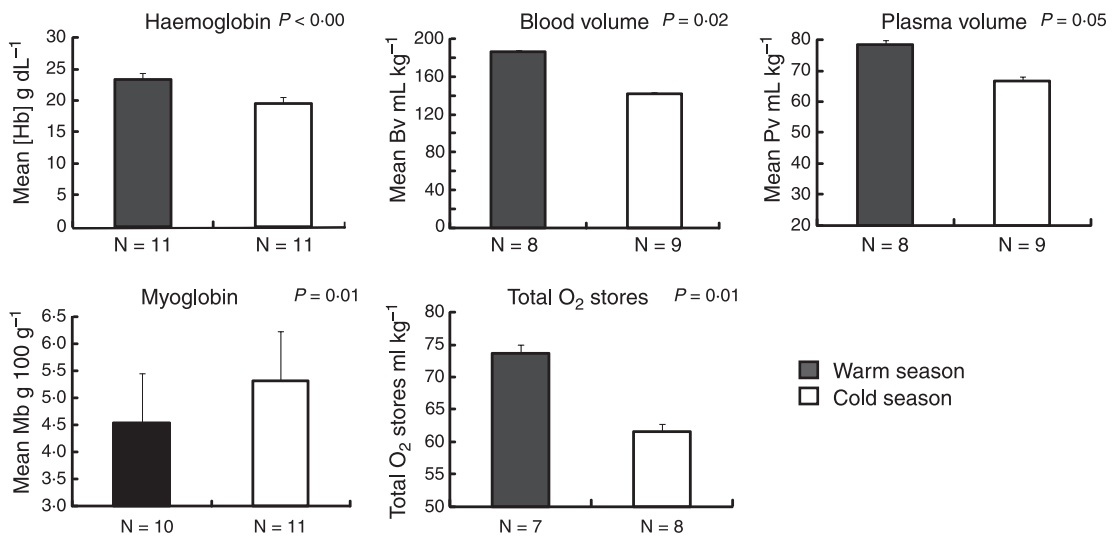 Haemoglobin P < 0·00
Mean [Hb] g dL⁻¹
30
25
20
15
10
5
0
N = 11 N = 11
Blood volume P = 0·02
Mean Bv mL kg⁻¹
200
160
120
80
40
0
N = 8 N = 9
Plasma volume P = 0·05
Mean Pv mL kg⁻¹
80
70
60
50
40
30
20
N = 8 N = 9
Myoglobin P = 0·01
Mean Mb g 100 g⁻¹
6·5
6·0
5·5
5·0
4·5
4·0
3·5
3·0
N = 10 N = 11
Total O₂ stores P = 0·01
Total O₂ stores ml kg⁻¹
80
75
70
65
60
55
50
N = 7 N = 8
Warm season
Cold season